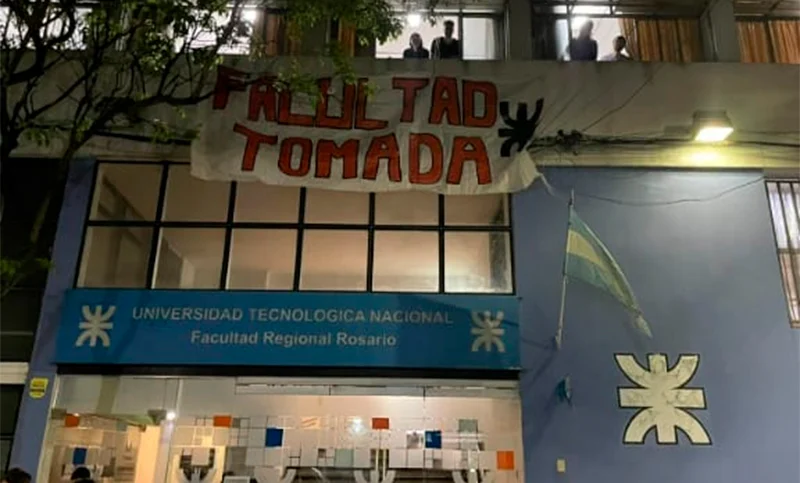 FACULTAD
TOMADA
UNIVERSIDAD TECNOLOGICA NACIONAL
Facultad Regional Rosario